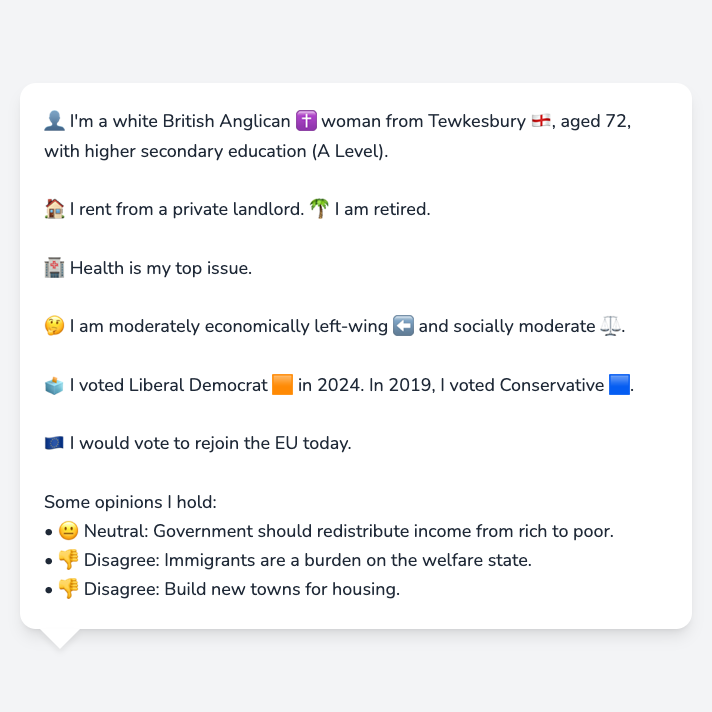 👤 I'm a white British Anglican ✝️ woman from Tewkesbury 🏴󠁧󠁢󠁥󠁮󠁧󠁿, aged 72,
with higher secondary education (A Level).
🏠 I rent from a private landlord. 🌴 I am retired.
🏥 Health is my top issue.
🤔 I am moderately economically left-wing ⬅️ and socially moderate ⚖️.
🗳️ I voted Liberal Democrat 🟧 in 2024. In 2019, I voted Conservative 🟦.
🇪🇺 I would vote to rejoin the EU today.
Some opinions I hold:
• 😐 Neutral: Government should redistribute income from rich to poor.
• 👎 Disagree: Immigrants are a burden on the welfare state.
• 👎 Disagree: Build new towns for housing.